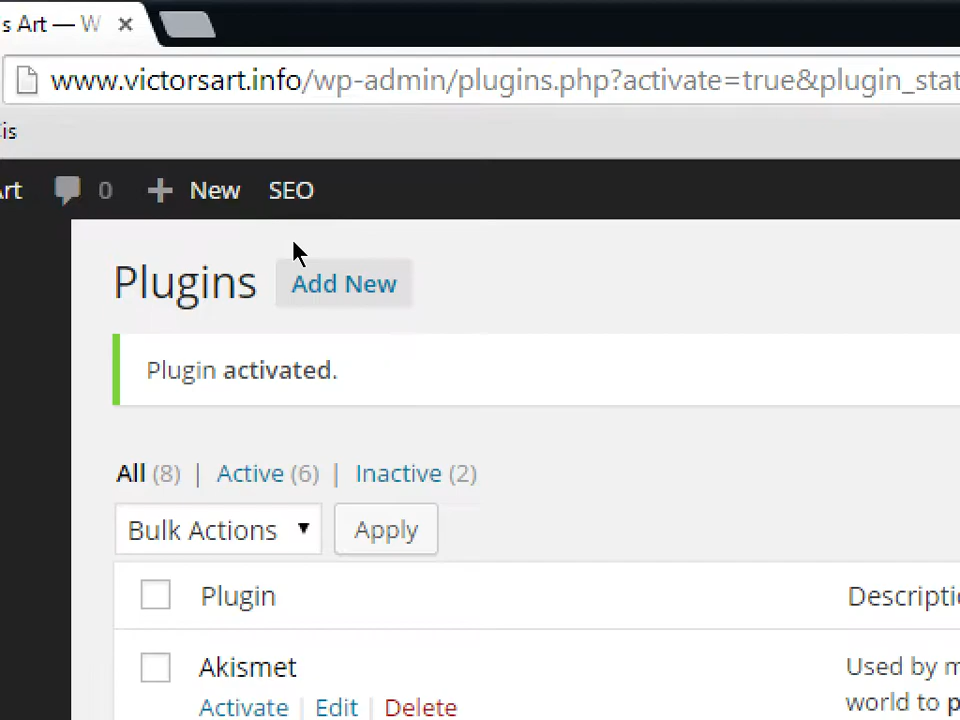 s Art — W
www.victorsart.info/wp-admin/plugins.php?activate=true&plugin_stat
is
Art 0 New SEO
Plugins Add New
Plugin activated.
All (8) | Active (6) | Inactive (2)
Bulk Actions Apply
Plugin Descripti
Akismet Used by m
Activate | Edit | Delete world to p